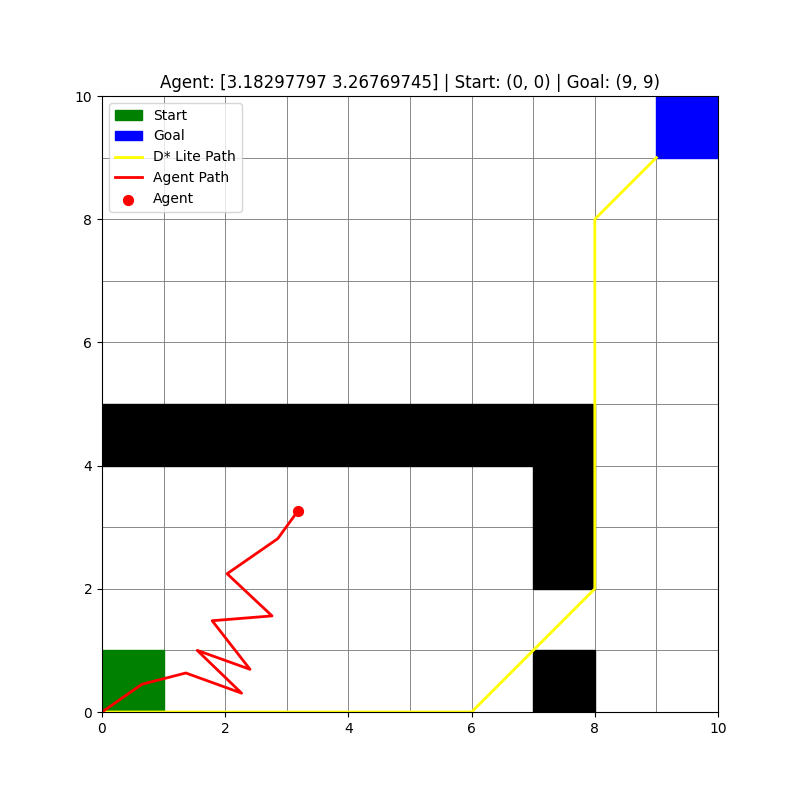 Agent: [3.18297797 3.26769745] | Start: (0, 0) | Goal: (9, 9)
Start
Goal
D* Lite Path
Agent Path
Agent
10
8
6
4
2
0
0 2 4 6 8 10